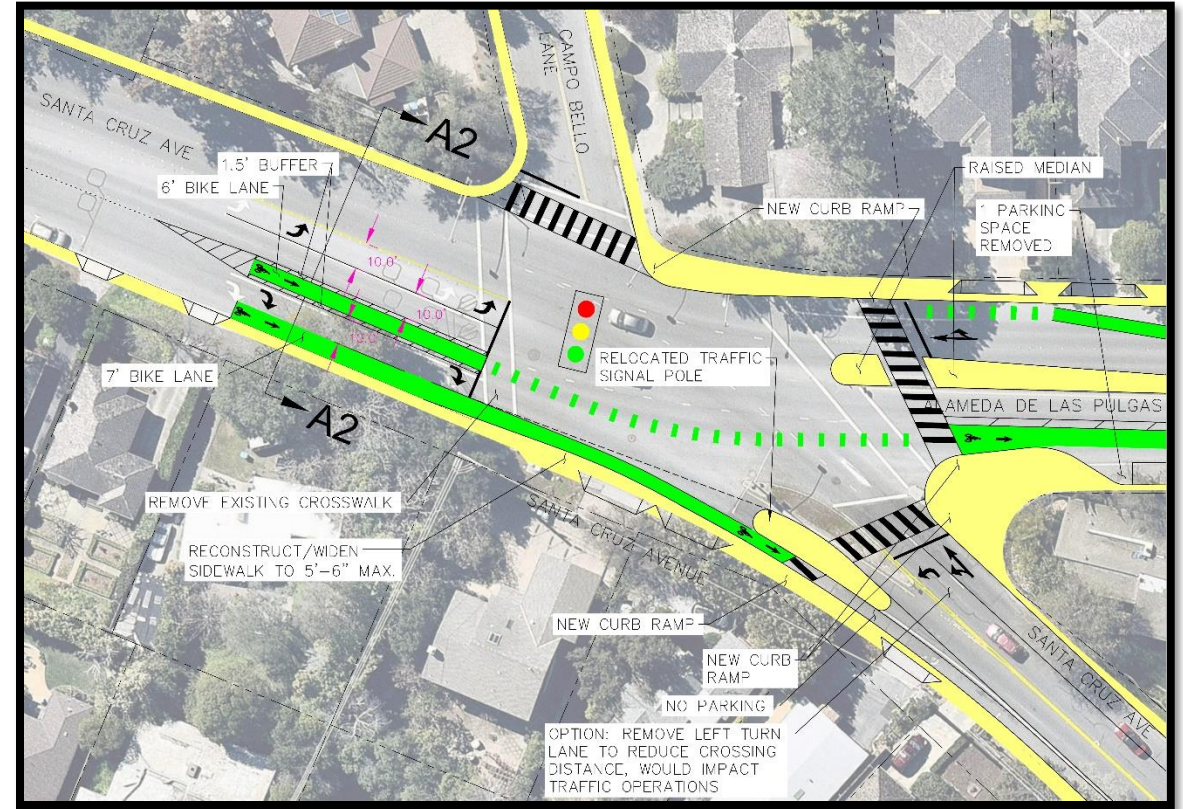 SANTA CRUZ AVE
CAMPO BELLO
LANE
A2
1.5' BUFFER
6' BIKE LANE
RAISED MEDIAN
NEW CURB RAMP
1 PARKING
SPACE
REMOVED
10.0'
10.0'
RELOCATED TRAFFIC
SIGNAL POLE
7' BIKE LANE
A2
ALAMEDA DE LAS PULGAS
REMOVE EXISTING CROSSWALK
SANTA CRUZ AVENUE
RECONSTRUCT/WIDEN
SIDEWALK TO 5'-6" MAX.
NEW CURB RAMP
NEW CURB
RAMP
SANTA CRUZ AVE
NO PARKING
OPTION: REMOVE LEFT TURN
LANE TO REDUCE CROSSING
DISTANCE, WOULD IMPACT
TRAFFIC OPERATIONS